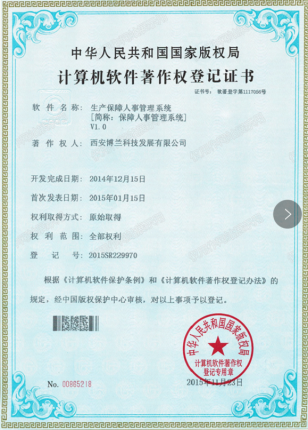 中华人民共和国国家版权局
计算机软件著作权登记证书
证书号： 软著登字第1117056号
软件名称： 生产保障人事管理系统
[简称：保障人事管理系统]
V1.0
著作权人： 西安博兰科技发展有限公司
开发完成日期： 2014年12月15日
首次发表日期： 2015年01月15日
权利取得方式： 原始取得
权利范围： 全部权利
登记号： 2015SR229970
根据《计算机软件保护条例》和《计算机软件著作权登记办法》的
规定，经中国版权保护中心审核，对以上事项予以登记。
中华人民共和国国家版权局
计算机软件著作权
登记专用章
No. 00885218
2015年11月23日